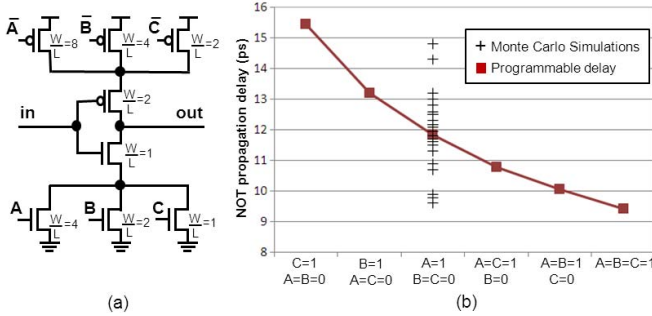 Ā B̄ C̄
W/L=8 W/L=4 W/L=2
W/L=2
in out
W/L=1
A B C
W/L=4 W/L=2 W/L=1
(a)
NOT propagation delay (ps)
16
15
14
13
12
11
10
9
8
+ Monte Carlo Simulations
Programmable delay
C=1 B=1 A=1 A=C=1 A=B=1 A=B=C=1
A=B=0 A=C=0 B=C=0 B=0 C=0
(b)